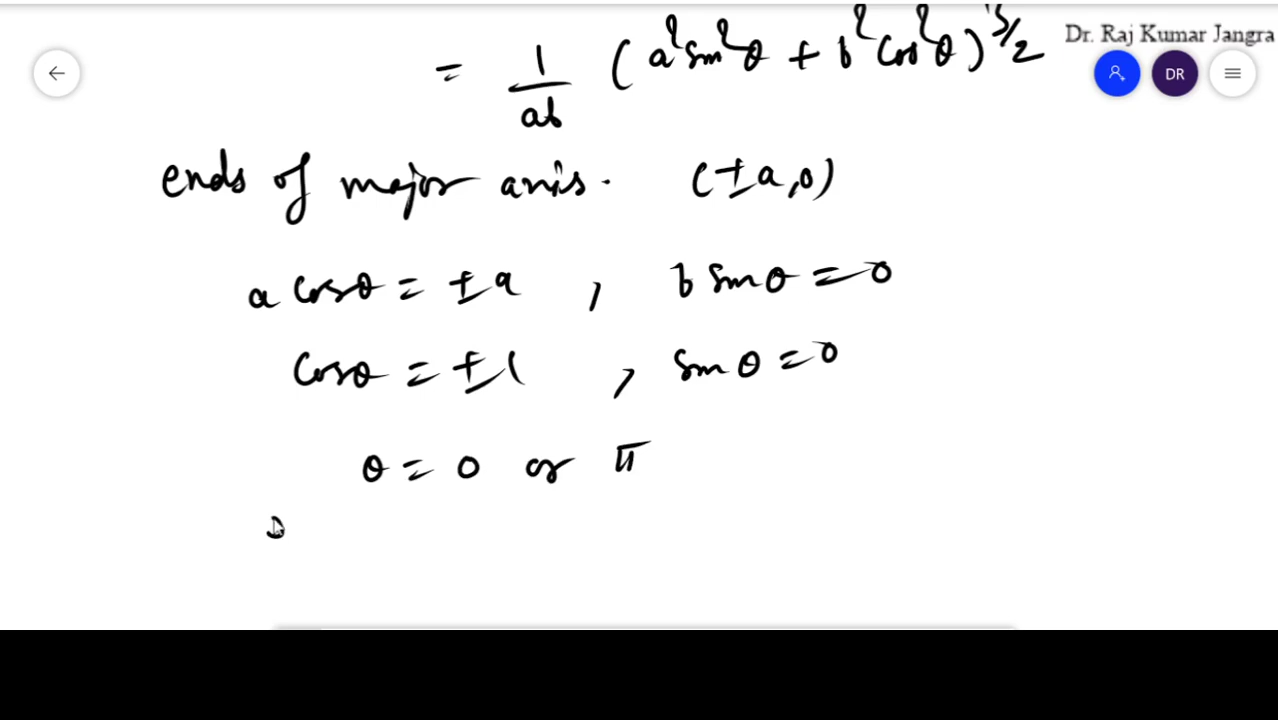 Dr. Raj Kumar Jangra
= 1/ab (a²sin²θ + b²cos²θ)^3/2
DR
ends of major axis. (±a,0)
a cosθ = ±a , b sinθ = 0
cosθ = ±1 , sinθ = 0
θ = 0 or π